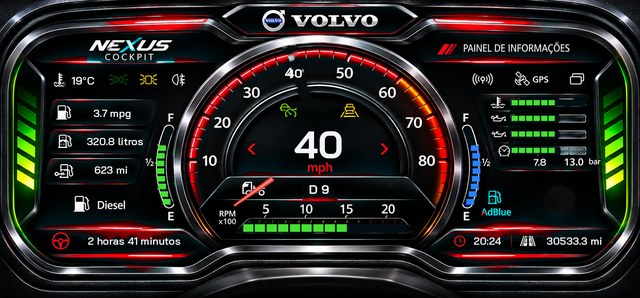 VOLVO
VOLVO
NEXUS
COCKPIT
PAINEL DE INFORMAÇÕES
19°C
GPS
3.7 mpg
320.8 litros
623 mi
Diesel
F
½
E
10
20
30
40
50
60
70
80
40
mph
D 9
RPM
x100
5
10
15
20
7.8
13.0 bar
F
½
E
AdBlue
2 horas 41 minutos
20:24
30533.3 mi